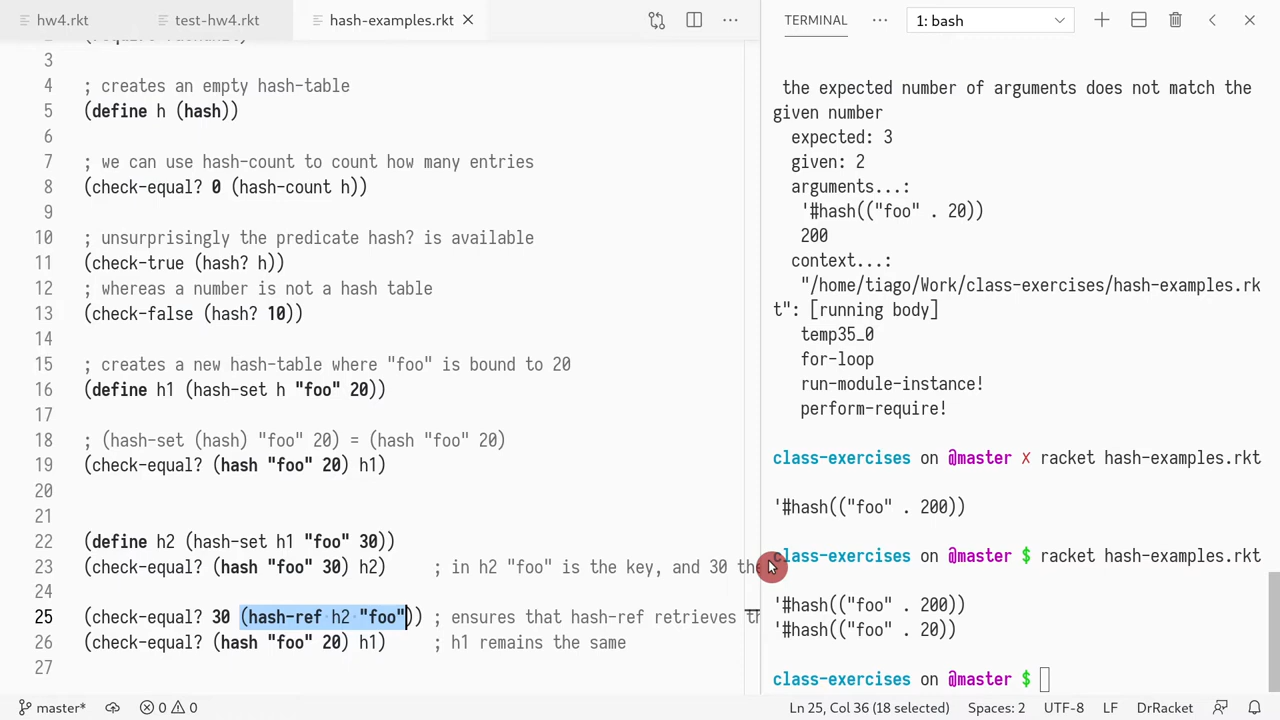 hw4.rkt test-hw4.rkt hash-examples.rkt
3
4 ; creates an empty hash-table
5 (define h (hash))
6
7 ; we can use hash-count to count how many entries
8 (check-equal? 0 (hash-count h))
9
10 ; unsurprisingly the predicate hash? is available
11 (check-true (hash? h))
12 ; whereas a number is not a hash table
13 (check-false (hash? 10))
14
15 ; creates a new hash-table where "foo" is bound to 20
16 (define h1 (hash-set h "foo" 20))
17
18 ; (hash-set (hash) "foo" 20) = (hash "foo" 20)
19 (check-equal? (hash "foo" 20) h1)
20
21
22 (define h2 (hash-set h1 "foo" 30))
23 (check-equal? (hash "foo" 30) h2) ; in h2 "foo" is the key, and 30 the
24
25 (check-equal? 30 (hash-ref h2 "foo")) ; ensures that hash-ref retrieves th
26 (check-equal? (hash "foo" 20) h1) ; h1 remains the same
27
TERMINAL 1: bash
the expected number of arguments does not match the
given number
expected: 3
given: 2
arguments...:
'#hash(("foo" . 20))
200
context...:
"/home/tiago/Work/class-exercises/hash-examples.rk
t": [running body]
temp35_0
for-loop
run-module-instance!
perform-require!
class-exercises on @master ✗ racket hash-examples.rkt
'#hash(("foo" . 200))
class-exercises on @master $ racket hash-examples.rkt
'#hash(("foo" . 200))
'#hash(("foo" . 20))
class-exercises on @master $
master* 0 0 Ln 25, Col 36 (18 selected) Spaces: 2 UTF-8 LF DrRacket